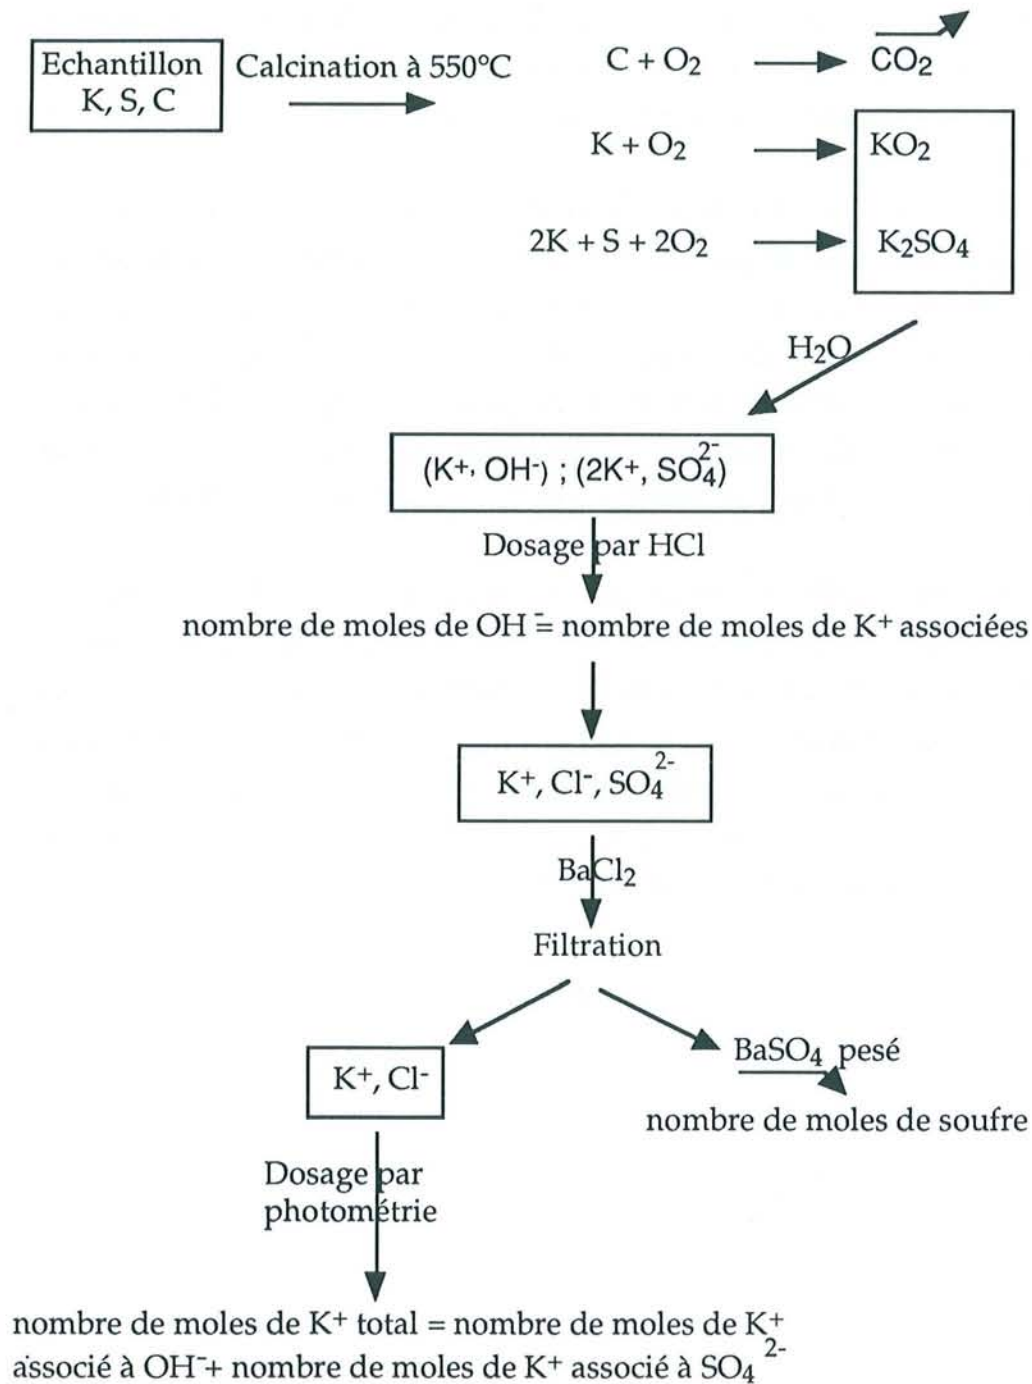 Echantillon
K, S, C
Calcination à 550°C
C + O₂ → CO₂
K + O₂ → KO₂
2K + S + 2O₂ → K₂SO₄
H₂O
(K⁺, OH⁻) ; (2K⁺, SO₄²⁻)
Dosage par HCl
nombre de moles de OH⁻ = nombre de moles de K⁺ associées
K⁺, Cl⁻, SO₄²⁻
BaCl₂
Filtration
K⁺, Cl⁻
BaSO₄ pesé
nombre de moles de soufre
Dosage par
photométrie
nombre de moles de K⁺ total = nombre de moles de K⁺
associé à OH⁻ + nombre de moles de K⁺ associé à SO₄ ²⁻